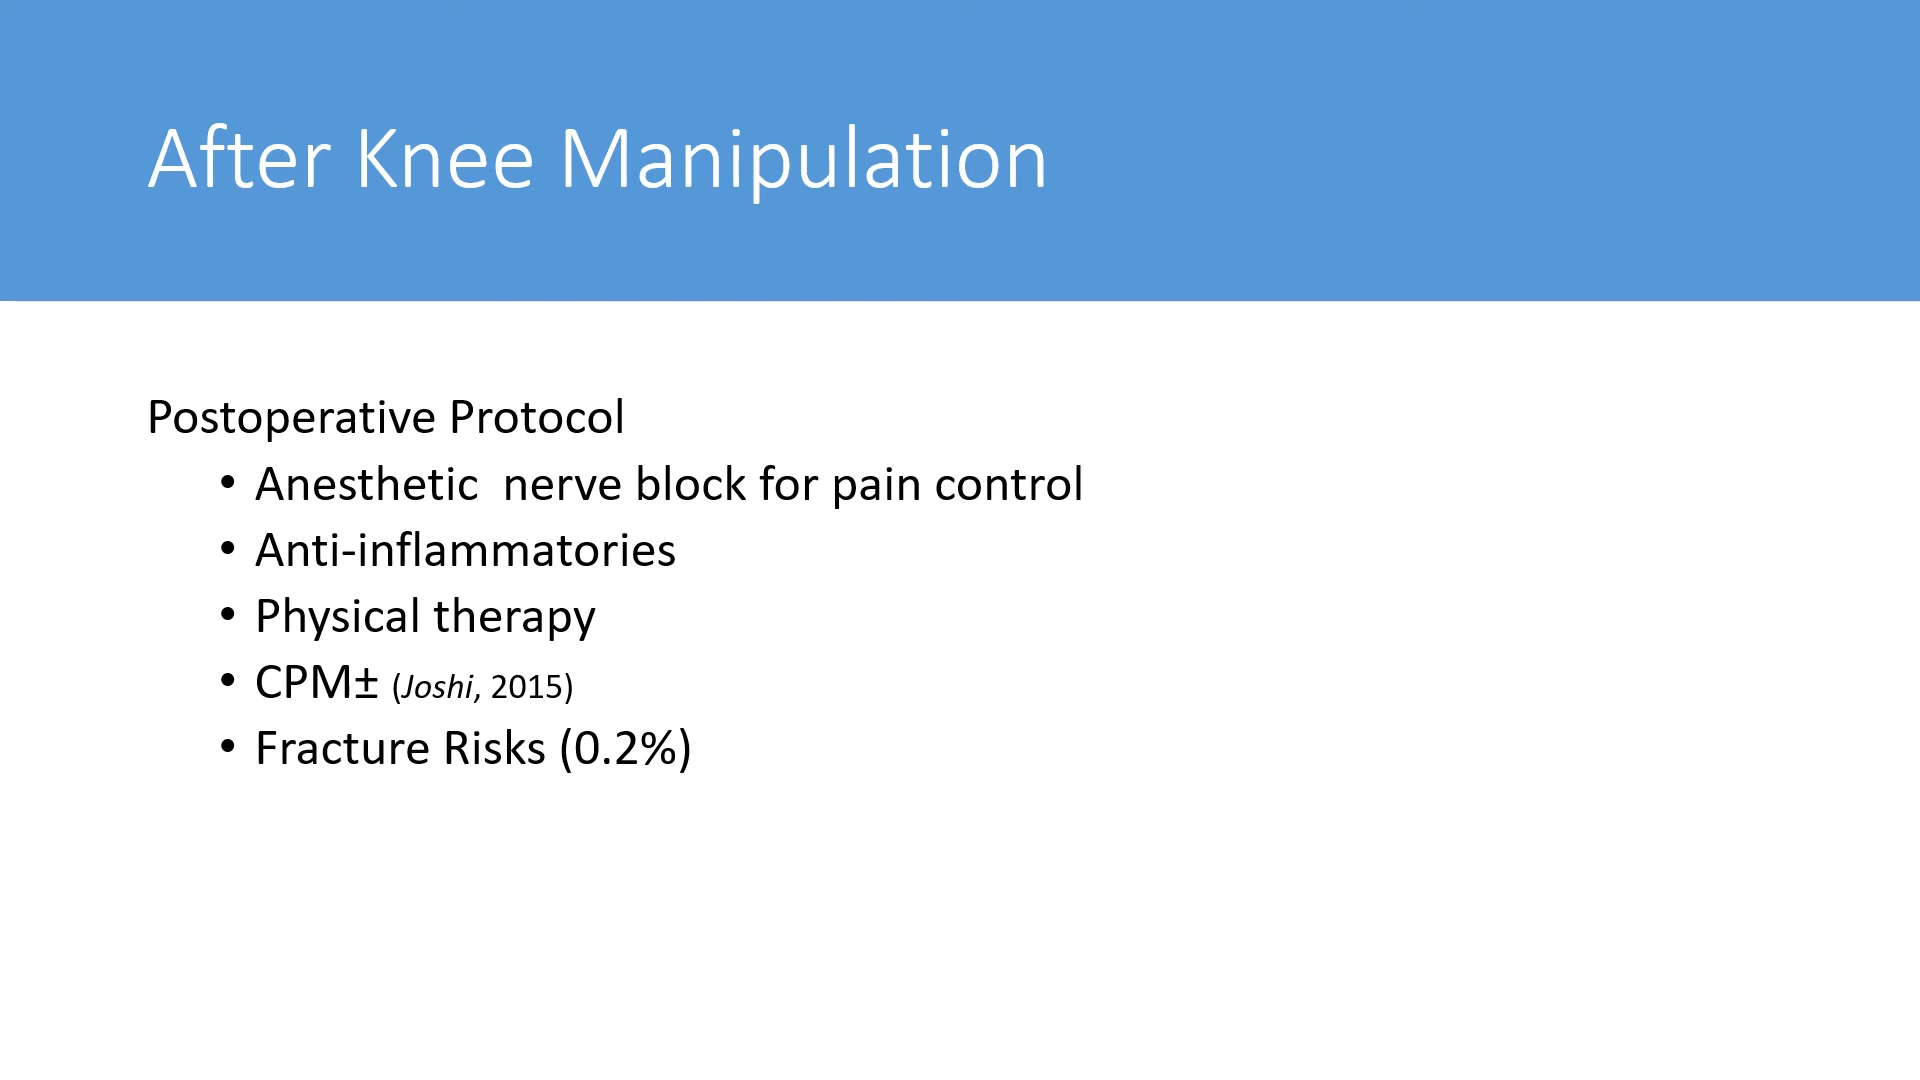 After Knee Manipulation
Postoperative Protocol
• Anesthetic  nerve block for pain control
• Anti-inflammatories
• Physical therapy
• CPM± (Joshi, 2015)
• Fracture Risks (0.2%)